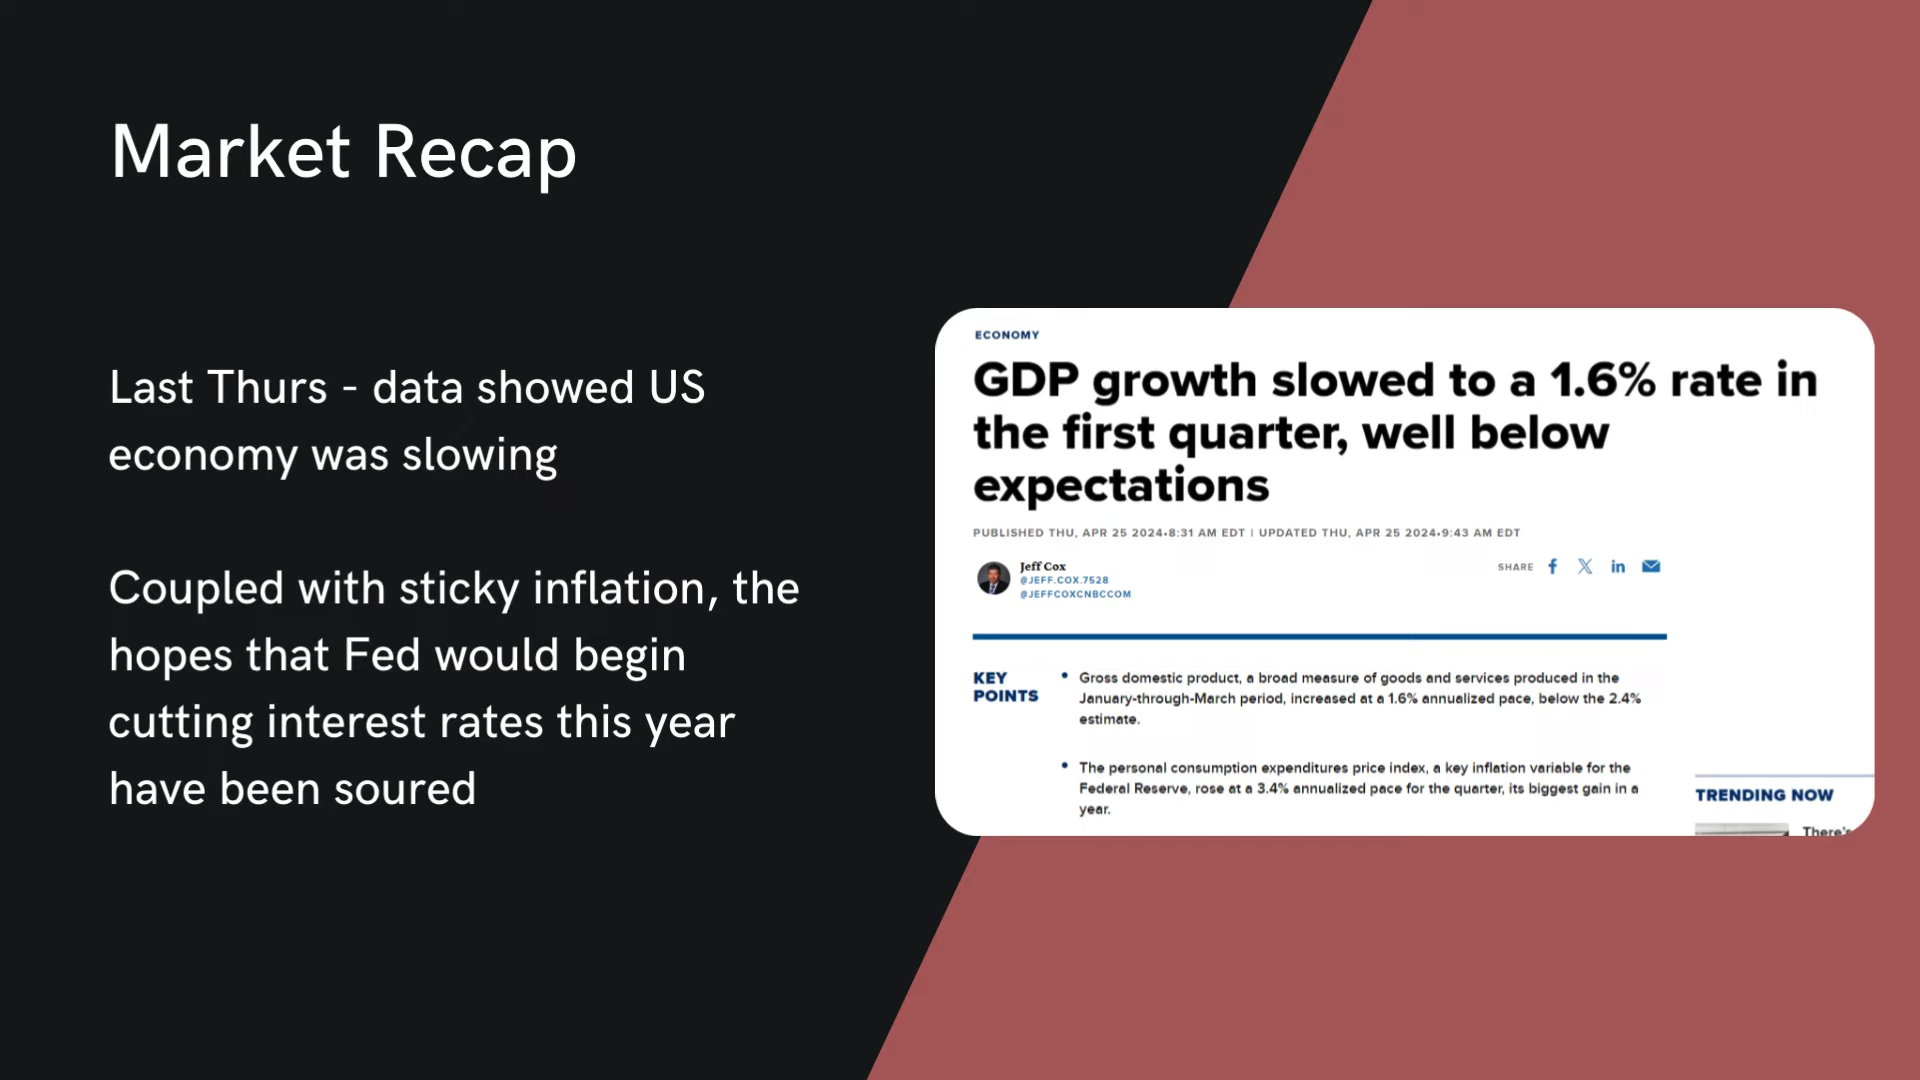 Market Recap
Last Thurs - data showed US
economy was slowing
Coupled with sticky inflation, the
hopes that Fed would begin
cutting interest rates this year
have been soured
ECONOMY
GDP growth slowed to a 1.6% rate in
the first quarter, well below
expectations
PUBLISHED THU, APR 25 2024•8:31 AM EDT | UPDATED THU, APR 25 2024•9:43 AM EDT
Jeff Cox
@JEFF.COX.7528
@JEFFCOXCNBCCOM
SHARE
KEY
POINTS
• Gross domestic product, a broad measure of goods and services produced in the
January-through-March period, increased at a 1.6% annualized pace, below the 2.4%
estimate.
• The personal consumption expenditures price index, a key inflation variable for the
Federal Reserve, rose at a 3.4% annualized pace for the quarter, its biggest gain in a
year.
TRENDING NOW
There's